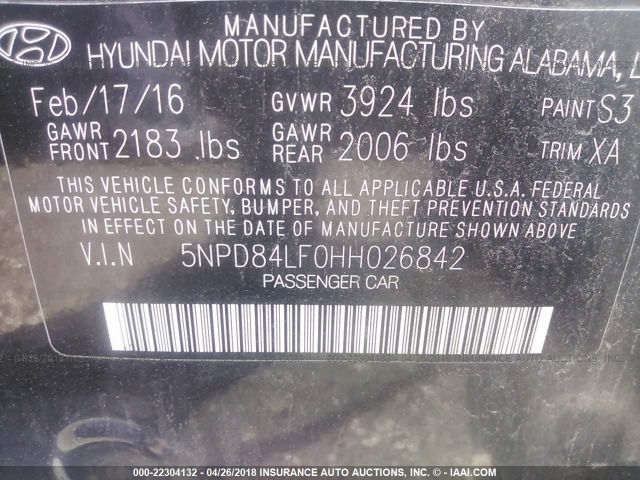 MANUFACTURED BY
HYUNDAI MOTOR MANUFACTURING ALABAMA,
Feb/17/16 GVWR 3924 lbs PAINT S3
GAWR FRONT 2183 lbs GAWR REAR 2006 lbs TRIM XA
THIS VEHICLE CONFORMS TO ALL APPLICABLE U.S.A. FEDERAL
MOTOR VEHICLE SAFETY, BUMPER, AND THEFT PREVENTION STANDARDS
IN EFFECT ON THE DATE OF MANUFACTURE SHOWN ABOVE
V.I.N 5NPD84LF0HH026842
PASSENGER CAR
000-22304132 - 04/26/2018 INSURANCE AUTO AUCTIONS INC. - IAAI.COM